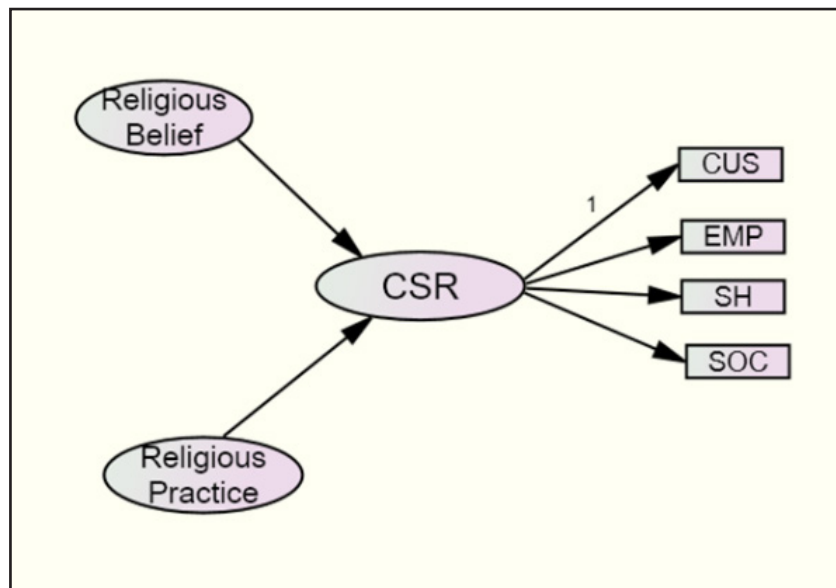 Religious
Belief
CUS
1
EMP
CSR
SH
SOC
Religious
Practice